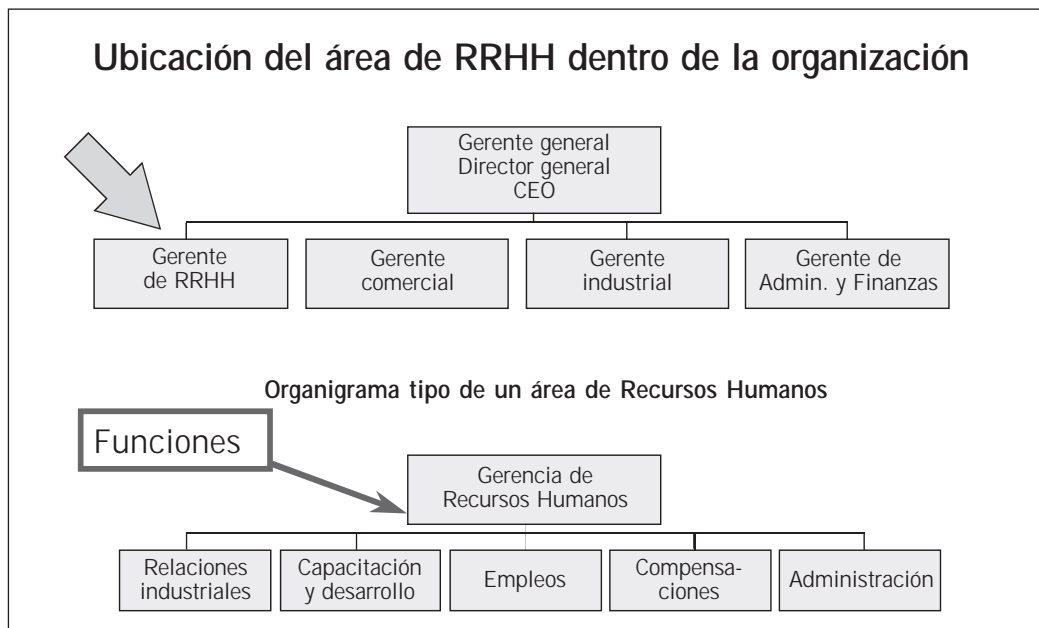 Ubicación del área de RRHH dentro de la organización
Gerente general
Director general
CEO
Gerente
de RRHH
Gerente
comercial
Gerente
industrial
Gerente de
Admin. y Finanzas
Organigrama tipo de un área de Recursos Humanos
Funciones
Gerencia de
Recursos Humanos
Relaciones
industriales
Capacitación
y desarrollo
Empleos
Compensa-
ciones
Administración